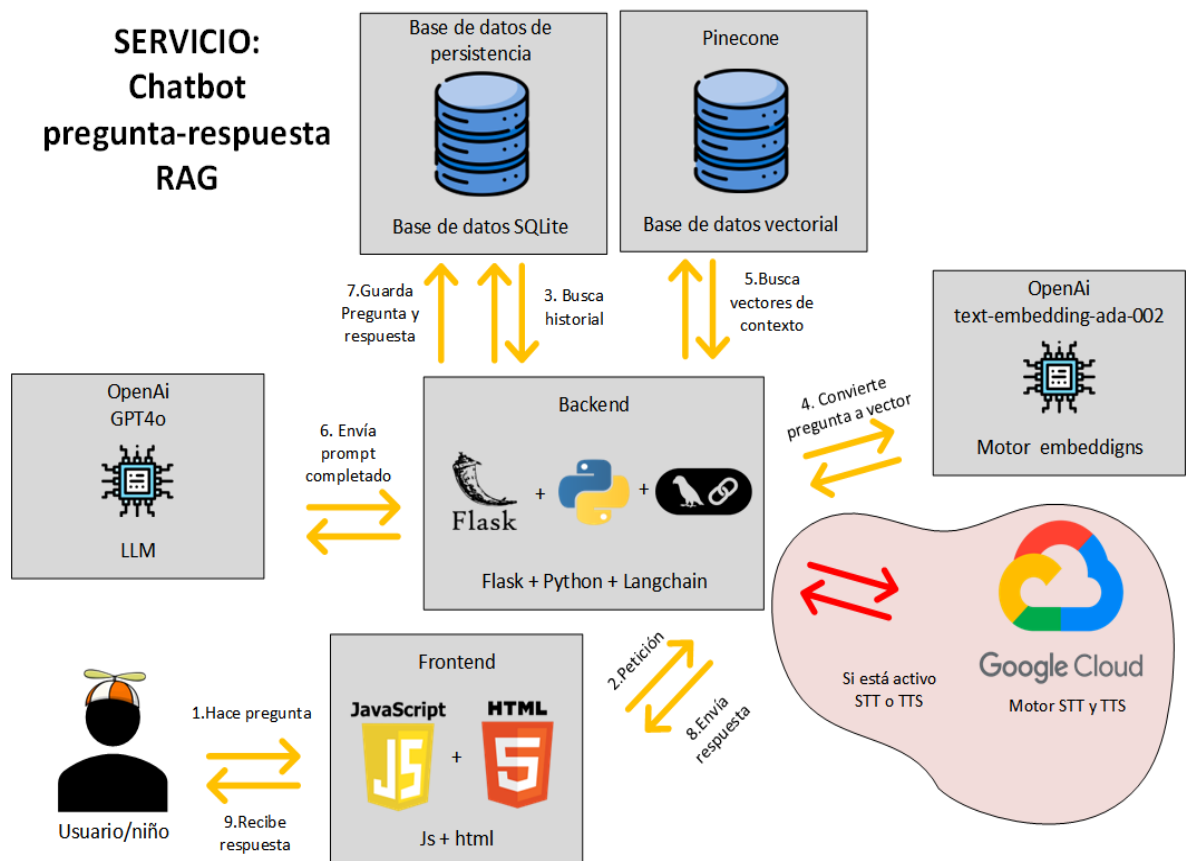 SERVICIO:
Chatbot
pregunta-respuesta
RAG
Base de datos de
persistencia
Base de datos SQLite
Pinecone
Base de datos vectorial
7.Guarda
Pregunta y
respuesta
3. Busca
historial
5.Busca
vectores de
contexto
OpenAi
text-embedding-ada-002
Motor embeddigns
OpenAi
GPT4o
LLM
6. Envía
prompt
completado
Backend
Flask
+
+
Flask + Python + Langchain
4. Convierte
pregunta a vector
Google Cloud
Si está activo
STT o TTS
Motor STT y TTS
2.Petición
8.Envía
respuesta
Frontend
JavaScript
JS
+
HTML
5
Js + html
1.Hace pregunta
9.Recibe
respuesta
Usuario/niño